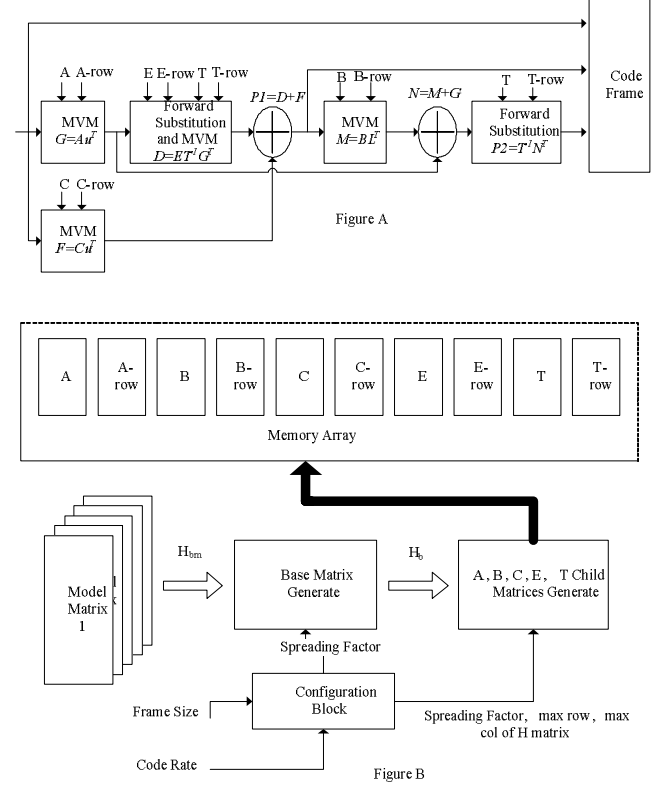 A A-row
E E-row T T-row
P1=D+F
B B-row
N=M+G
T T-row
Code
Frame
MVM
G=Au^T
Forward
Substitution
and MVM
D=ET^-1G^T
MVM
M=BL^T
Forward
Substitution
P2=T^-1N^T
C C-row
MVM
F=Cu^T
Figure A
A
A-
row
B
B-
row
C
C-
row
E
E-
row
T
T-
row
Memory Array
Model
Matrix
1
Hbm
Base Matrix
Generate
Hb
A, B, C, E, T Child
Matrices Generate
Spreading Factor
Configuration
Block
Frame Size
Spreading Factor, max row, max
col of H matrix
Code Rate
Figure B